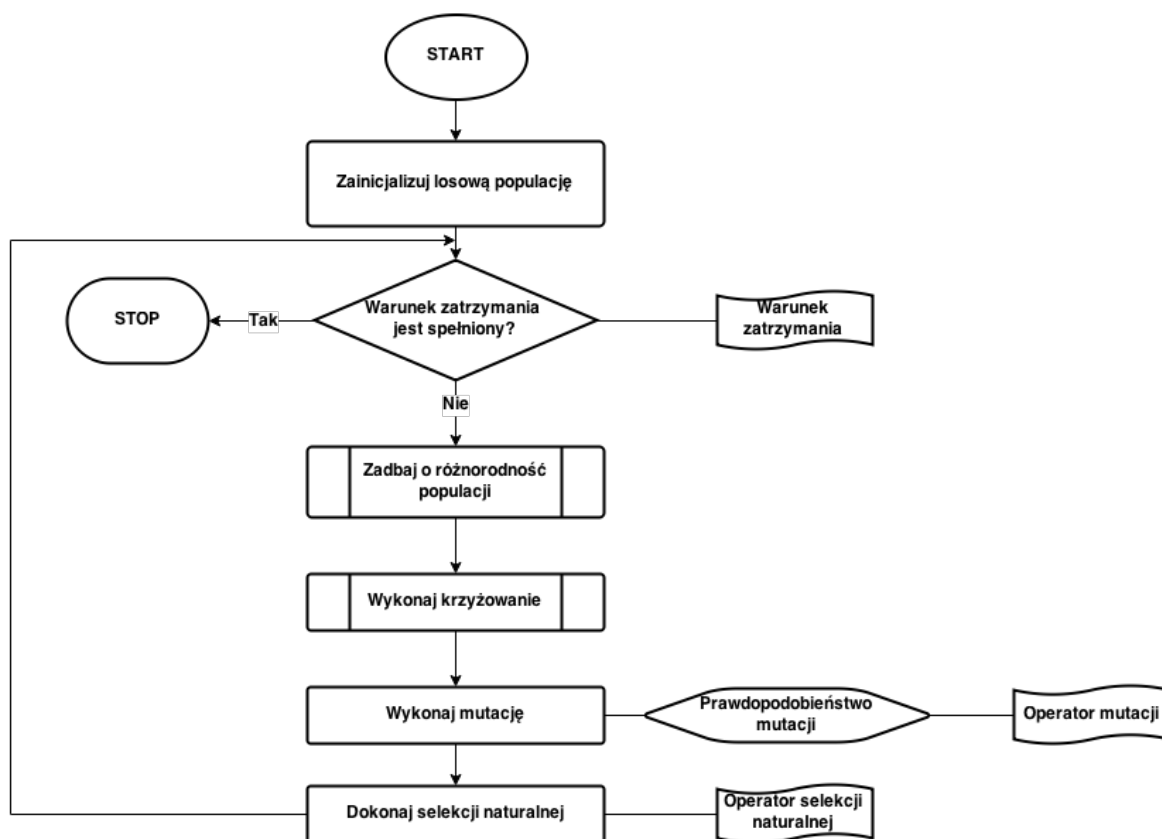 START
Zainicjalizuj losową populację
Warunek zatrzymania
jest spełniony?
Warunek
zatrzymania
STOP
Tak
Nie
Zadbaj o różnorodność
populacji
Wykonaj krzyżowanie
Wykonaj mutację
Prawdopodobieństwo
mutacji
Operator mutacji
Dokonaj selekcji naturalnej
Operator selekcji
naturalnej